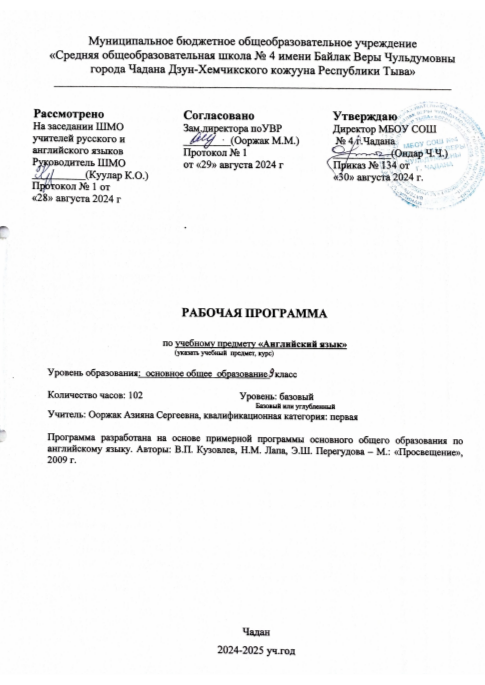 Муниципальное бюджетное общеобразовательное учреждение
«Средняя общеобразовательная школа № 4 имени Байлак Веры Чульдумовны
города Чадана Дзун-Хемчикского кожууна Республики Тыва»
Рассмотрено
На заседании ШМО
учителей русского и
английского языков
Руководитель ШМО
(Куулар К.О.)
Протокол № 1 от
«28» августа 2024 г
Согласовано
Зам.директора поУВР
(Ооржак М.М.)
Протокол № 1
от «29» августа 2024 г
Утверждаю
Директор МБОУ СОШ
№ 4 г.Чадана
(Ондар Ч.Ч.)
Приказ № 134 от
«30» августа 2024 г.
РАБОЧАЯ ПРОГРАММА
по учебному предмету «Английский язык»
(указать учебный предмет, курс)
Уровень образования: основное общее образование 9 класс
Количество часов: 102 Уровень: базовый
Базовый или углубленный
Учитель: Ооржак Азияна Сергеевна, квалификационная категория: первая
Программа разработана на основе примерной программы основного общего образования по
английскому языку. Авторы: В.П. Кузовлев, Н.М. Лапа, Э.Ш. Перегудова – М.: «Просвещение»,
2009 г.
Чадан
2024-2025 уч.год